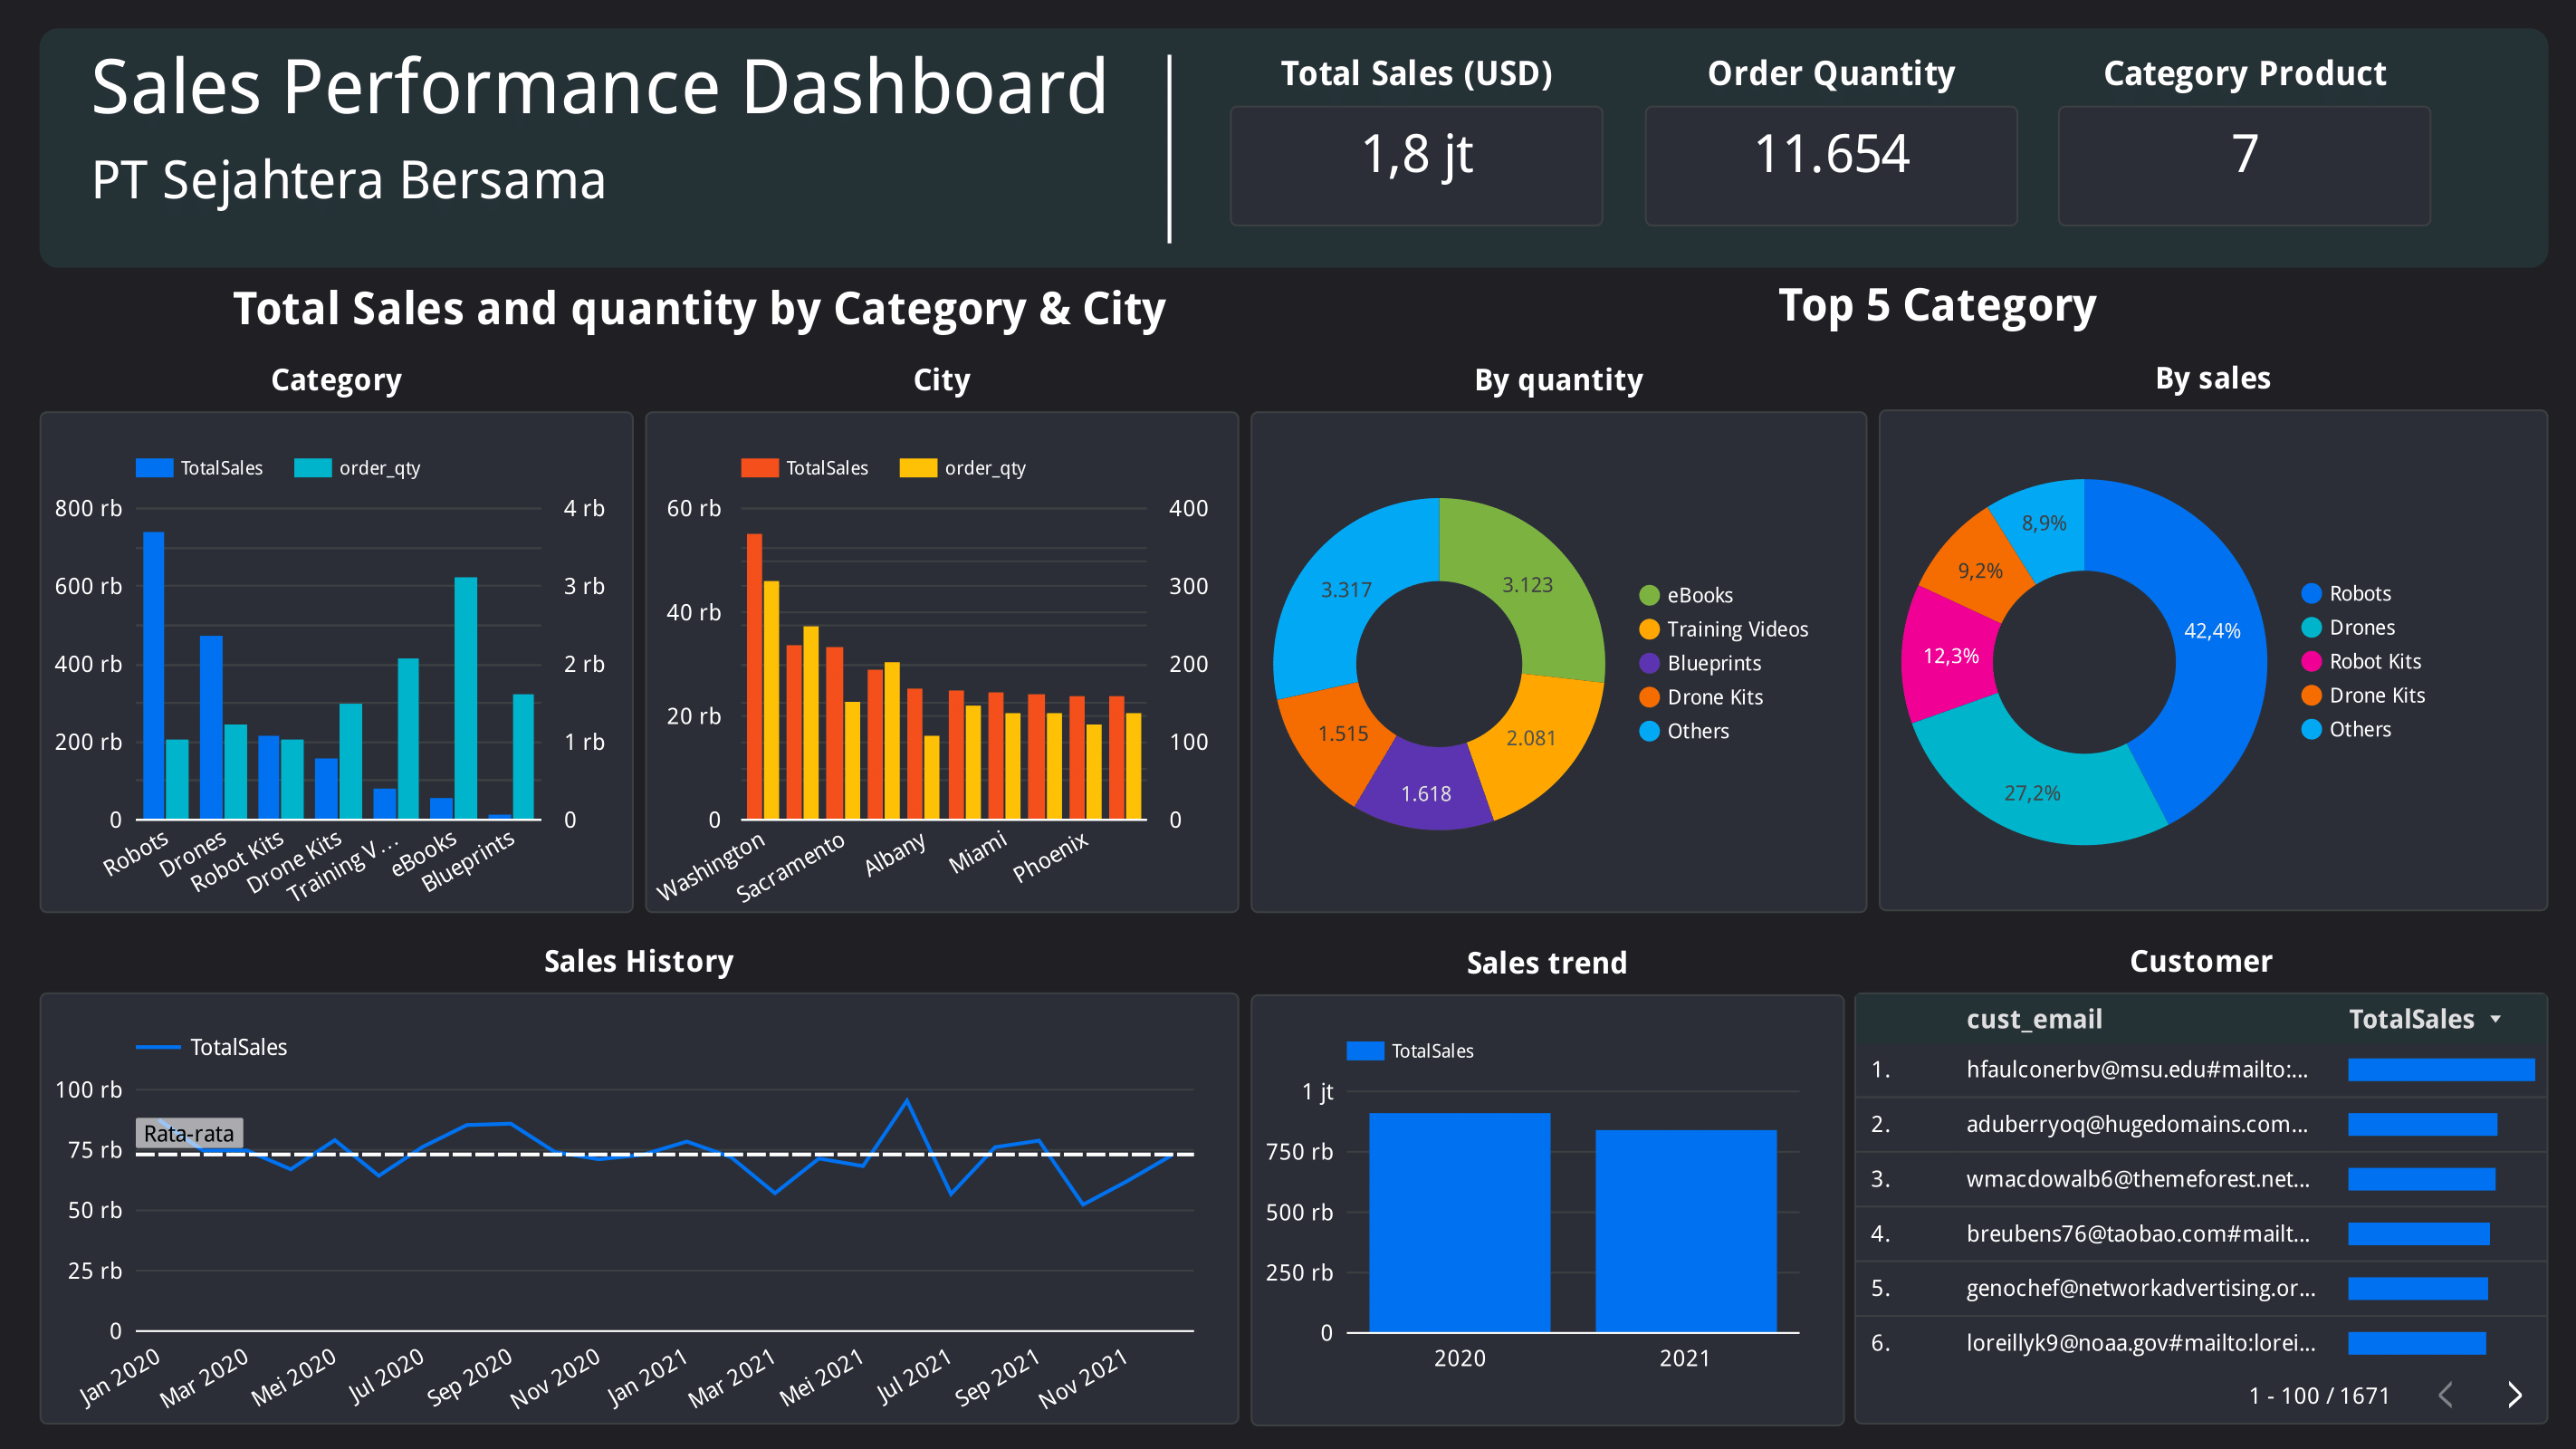 Sales Performance Dashboard
PT Sejahtera Bersama
Total Sales (USD)
1,8 jt
Order Quantity
11.654
Category Product
7
Total Sales and quantity by Category & City
Top 5 Category
Category
TotalSales order_qty
800 rb 4 rb
600 rb 3 rb
400 rb 2 rb
200 rb 1 rb
0 0
Robots Drones Robot Kits Drone Kits Training V... eBooks Blueprints
City
TotalSales order_qty
60 rb 400
300
40 rb
200
20 rb
100
0 0
Washington Sacramento Albany Miami Phoenix
By quantity
3.317 3.123
1.515 2.081
1.618
eBooks
Training Videos
Blueprints
Drone Kits
Others
By sales
8,9%
9,2%
42,4%
12,3%
27,2%
Robots
Drones
Robot Kits
Drone Kits
Others
Sales History
TotalSales
100 rb
Rata-rata
75 rb
50 rb
25 rb
0
Jan 2020 Mar 2020 Mei 2020 Jul 2020 Sep 2020 Nov 2020 Jan 2021 Mar 2021 Mei 2021 Jul 2021 Sep 2021 Nov 2021
Sales trend
TotalSales
1 jt
750 rb
500 rb
250 rb
0
2020 2021
Customer
cust_email TotalSales
1. hfaulconerbv@msu.edu#mailto:...
2. aduberryoq@hugedomains.com...
3. wmacdowalb6@themeforest.net...
4. breubens76@taobao.com#mailt...
5. genochef@networkadvertising.or...
6. loreillyk9@noaa.gov#mailto:lorei...
1 - 100 / 1671